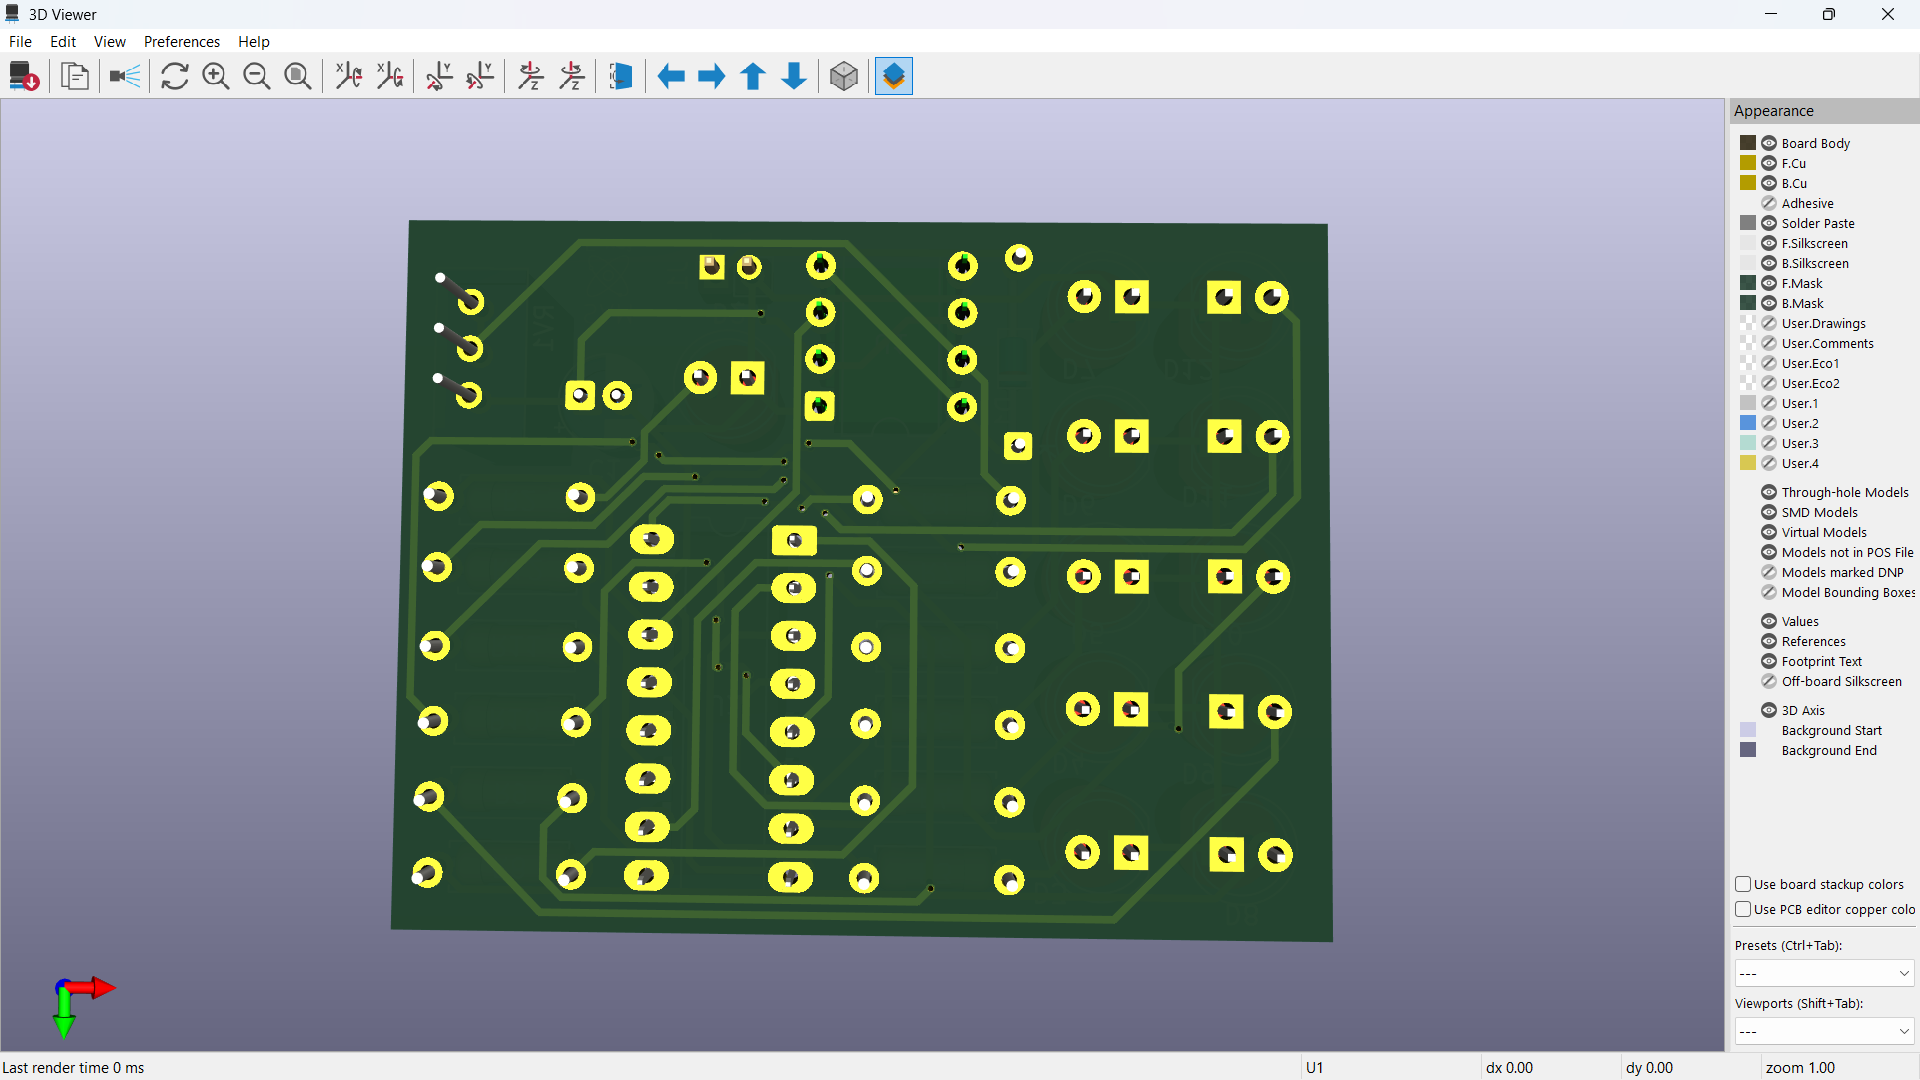 3D Viewer
File Edit View Preferences Help
Appearance
Board Body
F.Cu
B.Cu
Adhesive
Solder Paste
F.Silkscreen
B.Silkscreen
F.Mask
B.Mask
User.Drawings
User.Comments
User.Eco1
User.Eco2
User.1
User.2
User.3
User.4
Through-hole Models
SMD Models
Virtual Models
Models not in POS File
Models marked DNP
Model Bounding Boxes
Values
References
Footprint Text
Off-board Silkscreen
3D Axis
Background Start
Background End
Use board stackup colors
Use PCB editor copper colo
Presets (Ctrl+Tab):
---
Viewports (Shift+Tab):
---
Last render time 0 ms
U1
dx 0.00
dy 0.00
zoom 1.00